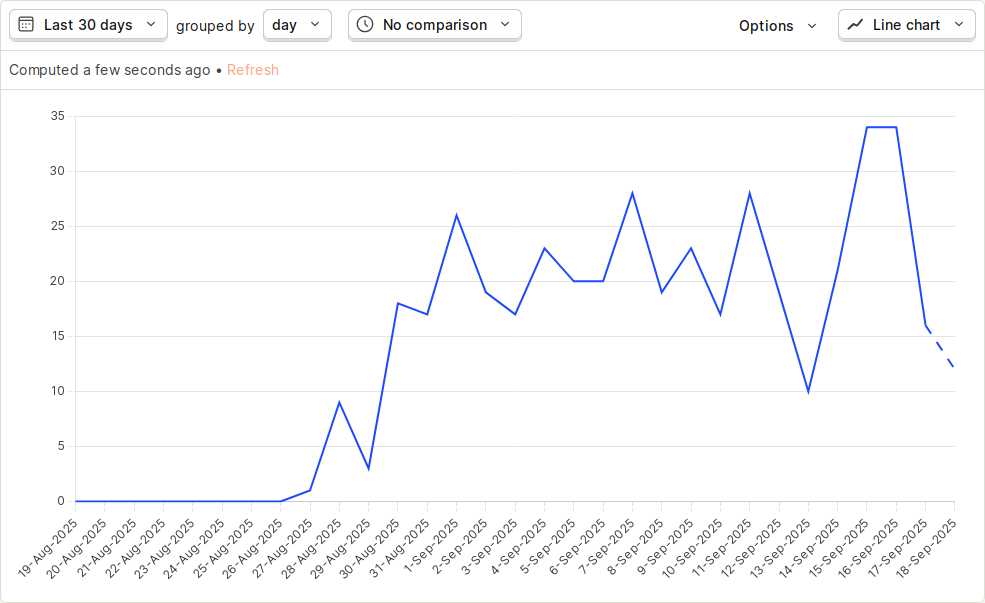 Last 30 days grouped by day No comparison Options Line chart
Computed a few seconds ago • Refresh
35
30
25
20
15
10
5
0
19-Aug-2025
20-Aug-2025
21-Aug-2025
22-Aug-2025
23-Aug-2025
24-Aug-2025
25-Aug-2025
26-Aug-2025
27-Aug-2025
28-Aug-2025
29-Aug-2025
30-Aug-2025
31-Aug-2025
1-Sep-2025
2-Sep-2025
3-Sep-2025
4-Sep-2025
5-Sep-2025
6-Sep-2025
7-Sep-2025
8-Sep-2025
9-Sep-2025
10-Sep-2025
11-Sep-2025
12-Sep-2025
13-Sep-2025
14-Sep-2025
15-Sep-2025
16-Sep-2025
17-Sep-2025
18-Sep-2025